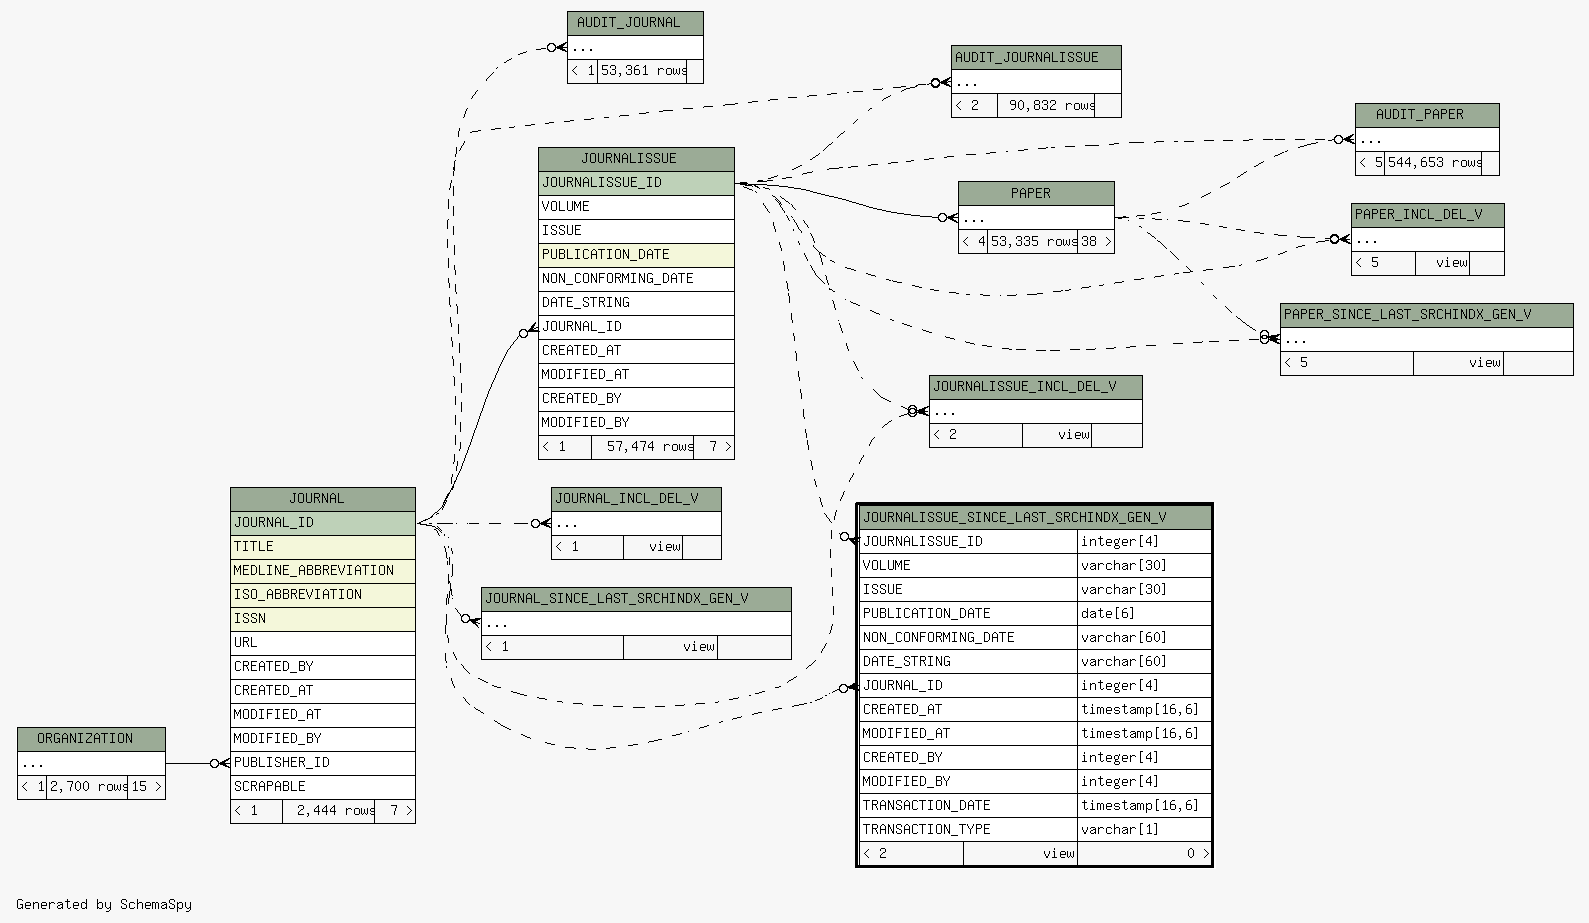 AUDIT_JOURNAL
...
< 1 53,361 rows
AUDIT_JOURNALISSUE
...
< 2 90,832 rows
AUDIT_PAPER
...
< 5 544,653 rows
JOURNALISSUE
JOURNALISSUE_ID
VOLUME
ISSUE
PUBLICATION_DATE
NON_CONFORMING_DATE
DATE_STRING
JOURNAL_ID
CREATED_AT
MODIFIED_AT
CREATED_BY
MODIFIED_BY
< 1 57,474 rows 7 >
PAPER
...
< 4 53,335 rows 38 >
PAPER_INCL_DEL_V
...
< 5 view
PAPER_SINCE_LAST_SRCHINDX_GEN_V
...
< 5 view
JOURNALISSUE_INCL_DEL_V
...
< 2 view
JOURNAL
JOURNAL_ID
TITLE
MEDLINE_ABBREVIATION
ISO_ABBREVIATION
ISSN
URL
CREATED_BY
CREATED_AT
MODIFIED_AT
MODIFIED_BY
PUBLISHER_ID
SCRAPABLE
< 1 2,444 rows 7 >
JOURNAL_INCL_DEL_V
...
< 1 view
JOURNAL_SINCE_LAST_SRCHINDX_GEN_V
...
< 1 view
JOURNALISSUE_SINCE_LAST_SRCHINDX_GEN_V
JOURNALISSUE_ID integer[4]
VOLUME varchar[30]
ISSUE varchar[30]
PUBLICATION_DATE date[6]
NON_CONFORMING_DATE varchar[60]
DATE_STRING varchar[60]
JOURNAL_ID integer[4]
CREATED_AT timestamp[16,6]
MODIFIED_AT timestamp[16,6]
CREATED_BY integer[4]
MODIFIED_BY integer[4]
TRANSACTION_DATE timestamp[16,6]
TRANSACTION_TYPE varchar[1]
< 2 view 0 >
ORGANIZATION
...
< 1 2,700 rows 15 >
Generated by SchemaSpy